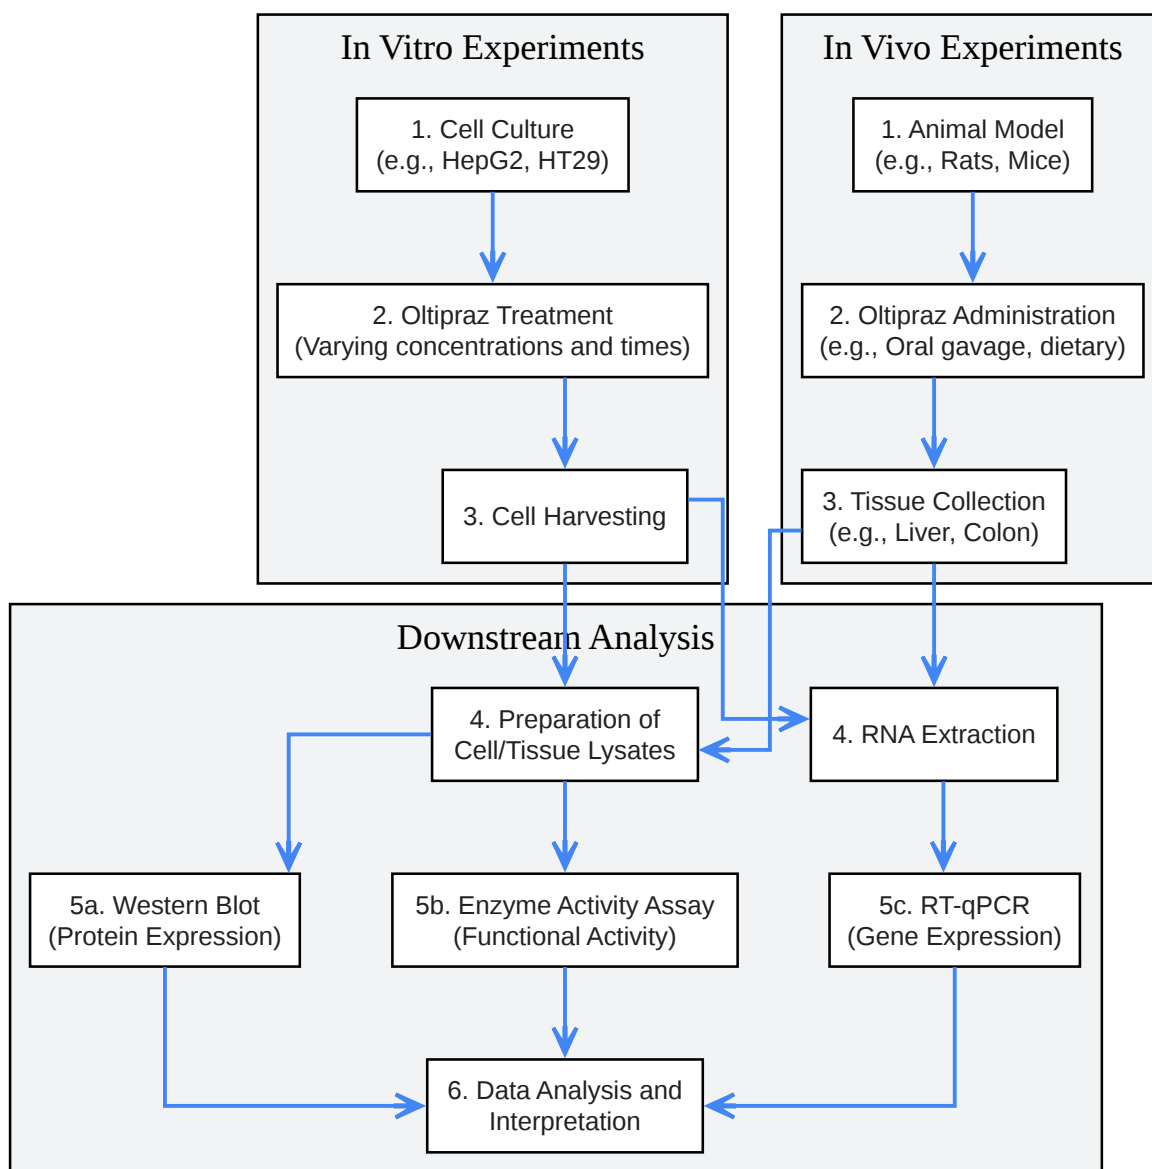 In Vitro Experiments
1. Cell Culture
(e.g., HepG2, HT29)
2. Oltipraz Treatment
(Varying concentrations and times)
3. Cell Harvesting
In Vivo Experiments
1. Animal Model
(e.g., Rats, Mice)
2. Oltipraz Administration
(e.g., Oral gavage, dietary)
3. Tissue Collection
(e.g., Liver, Colon)
Downstream Analysis
4. Preparation of
Cell/Tissue Lysates
4. RNA Extraction
5a. Western Blot
(Protein Expression)
5b. Enzyme Activity Assay
(Functional Activity)
5c. RT-qPCR
(Gene Expression)
6. Data Analysis and
Interpretation